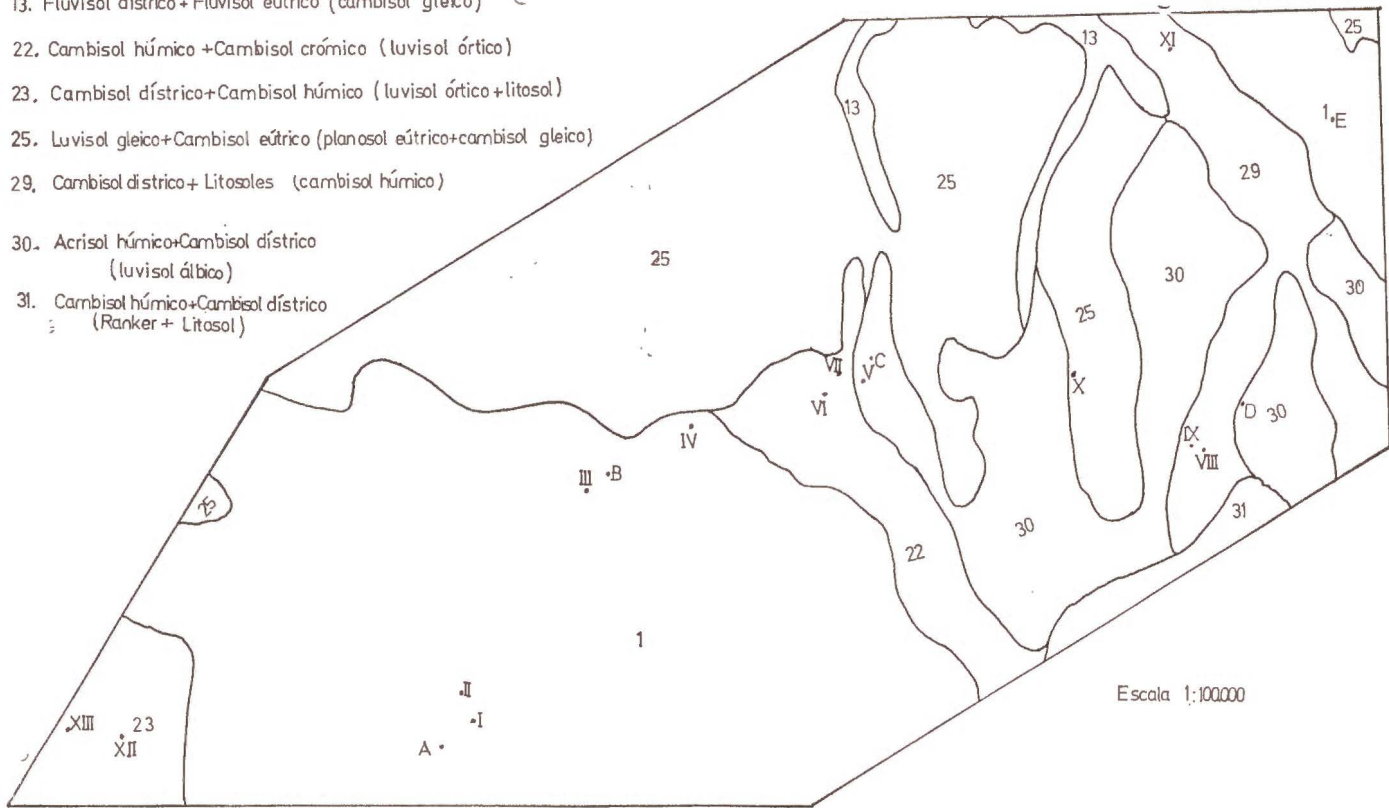 13. Fluvisol dístrico + Fluvisol eútrico (cambisol gleico)
22. Cambisol húmico + Cambisol crómico (luvisol órtico)
23. Cambisol dístrico + Cambisol húmico (luvisol órtico + litosol)
25. Luvisol gleico + Cambisol eútrico (planosol eútrico + cambisol gleico)
29. Cambisol districo + Litosoles (cambisol húmico)
30. Acrisol húmico + Cambisol dístrico
(luvisol álbico)
31. Cambisol húmico + Cambisol dístrico
(Ranker + Litosol)
13
XI
25
13
1
E
25
29
25
30
30
25
VII
V
C
X
VI
D
30
IV
IX
VIII
III
B
25
31
30
22
1
II
I
A
XIII
23
XII
Escala 1:100.000